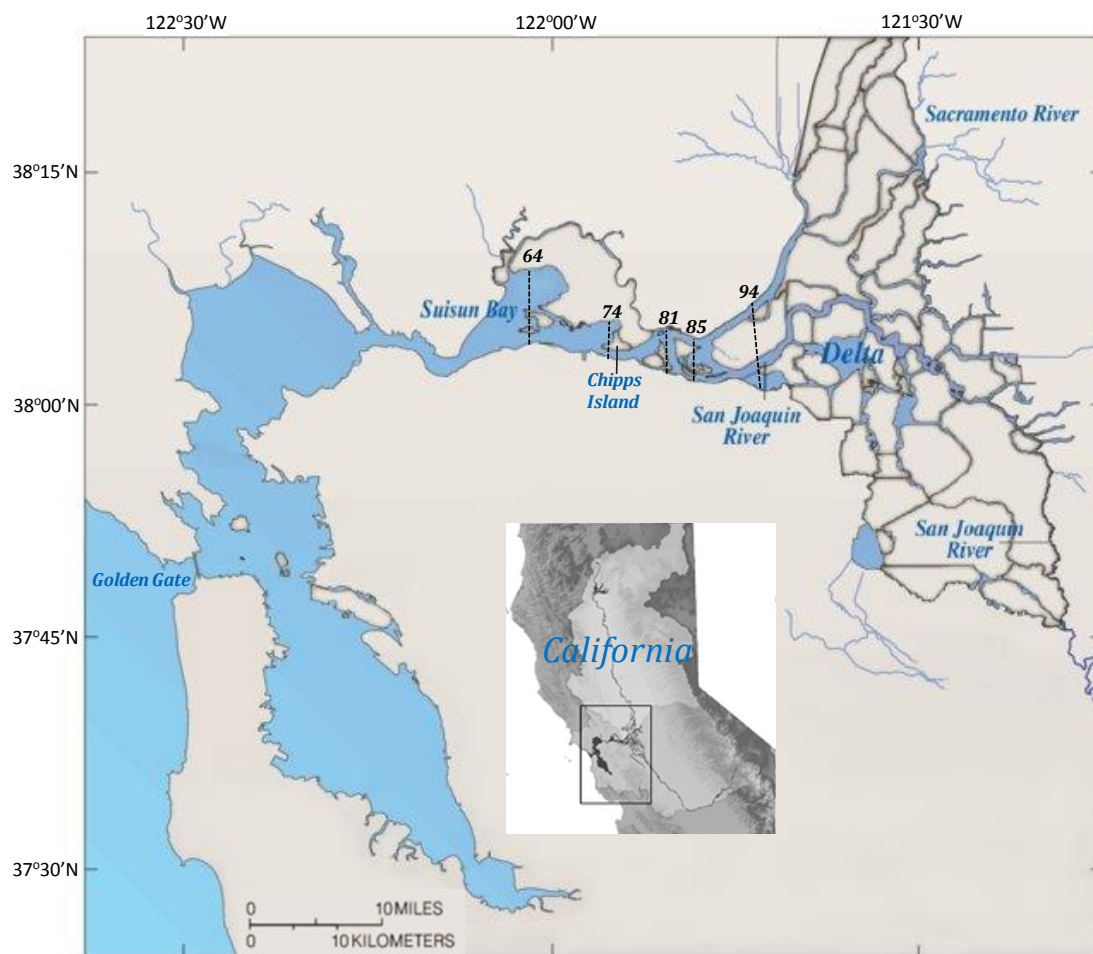 122°30'W
122°00'W
121°30'W
Sacramento River
38°15'N
64
94
Suisun Bay
74
81
85
Delta
Chipps
Island
38°00'N
San Joaquin
River
San Joaquin
River
Golden Gate
37°45'N
California
37°30'N
0
10 MILES
0
10 KILOMETERS